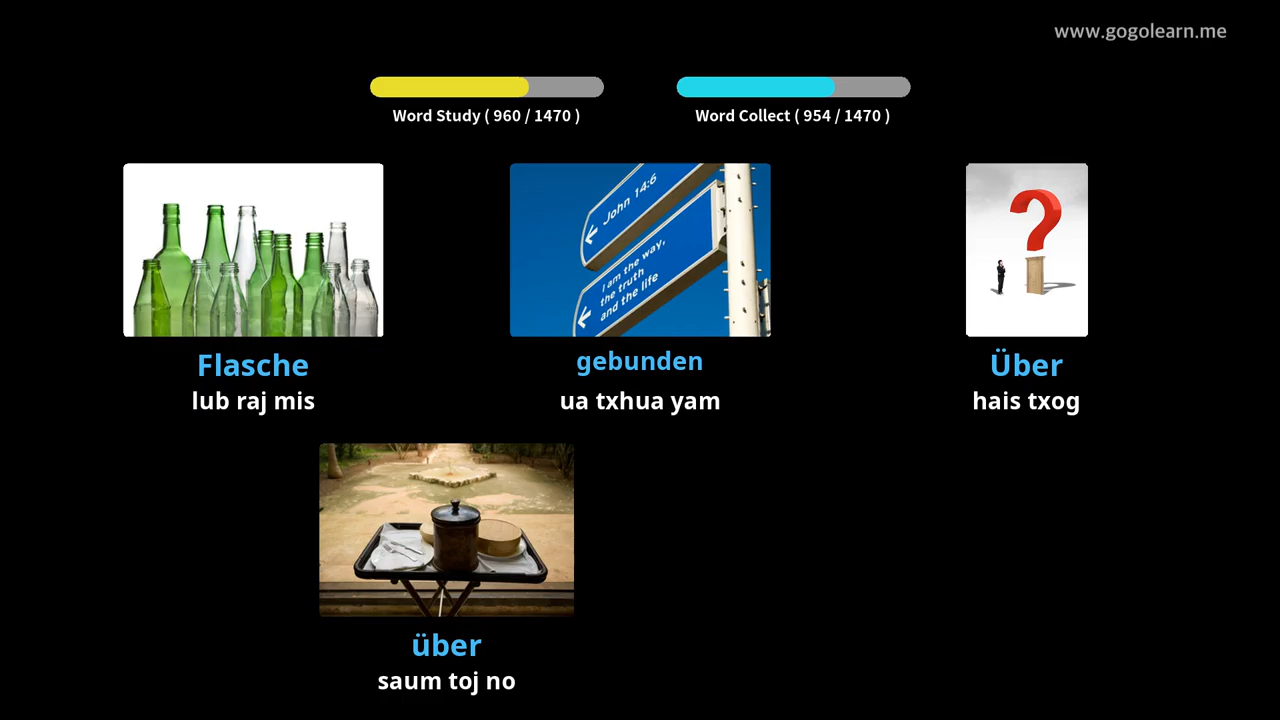 www.gogolearn.me
Word Study ( 960 / 1470 )
Word Collect ( 954 / 1470 )
John 14:6
I am the way,
the truth
and the life
Flasche
lub raj mis
gebunden
ua txhua yam
Über
hais txog
über
saum toj no